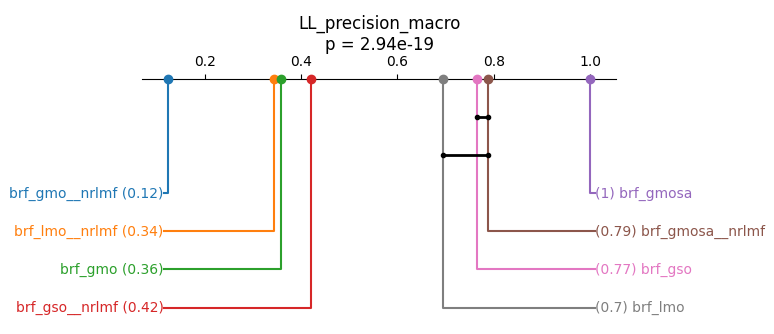 LL_precision_macro
p = 2.94e-19
0.2 0.4 0.6 0.8 1.0
brf_gmo__nrlmf (0.12) (1) brf_gmosa
brf_lmo__nrlmf (0.34) (0.79) brf_gmosa__nrlmf
brf_gmo (0.36) (0.77) brf_gso
brf_gso__nrlmf (0.42) (0.7) brf_lmo